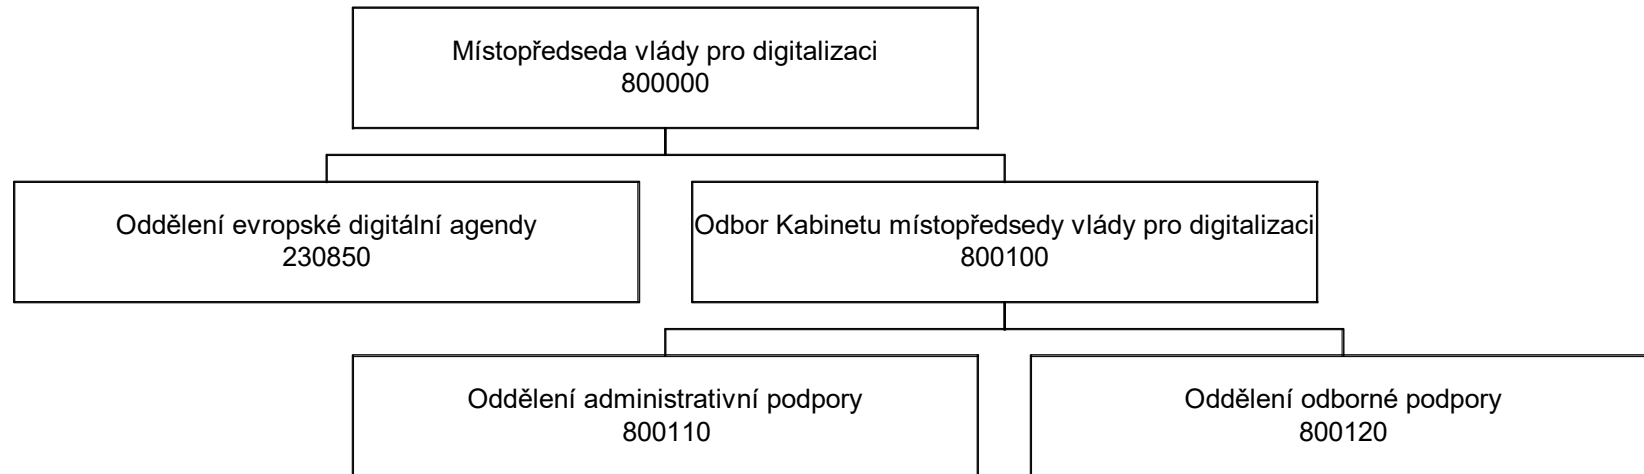 Místopředseda vlády pro digitalizaci
800000
Oddělení evropské digitální agendy
230850
Odbor Kabinetu místopředsedy vlády pro digitalizaci
800100
Oddělení administrativní podpory
800110
Oddělení odborné podpory
800120